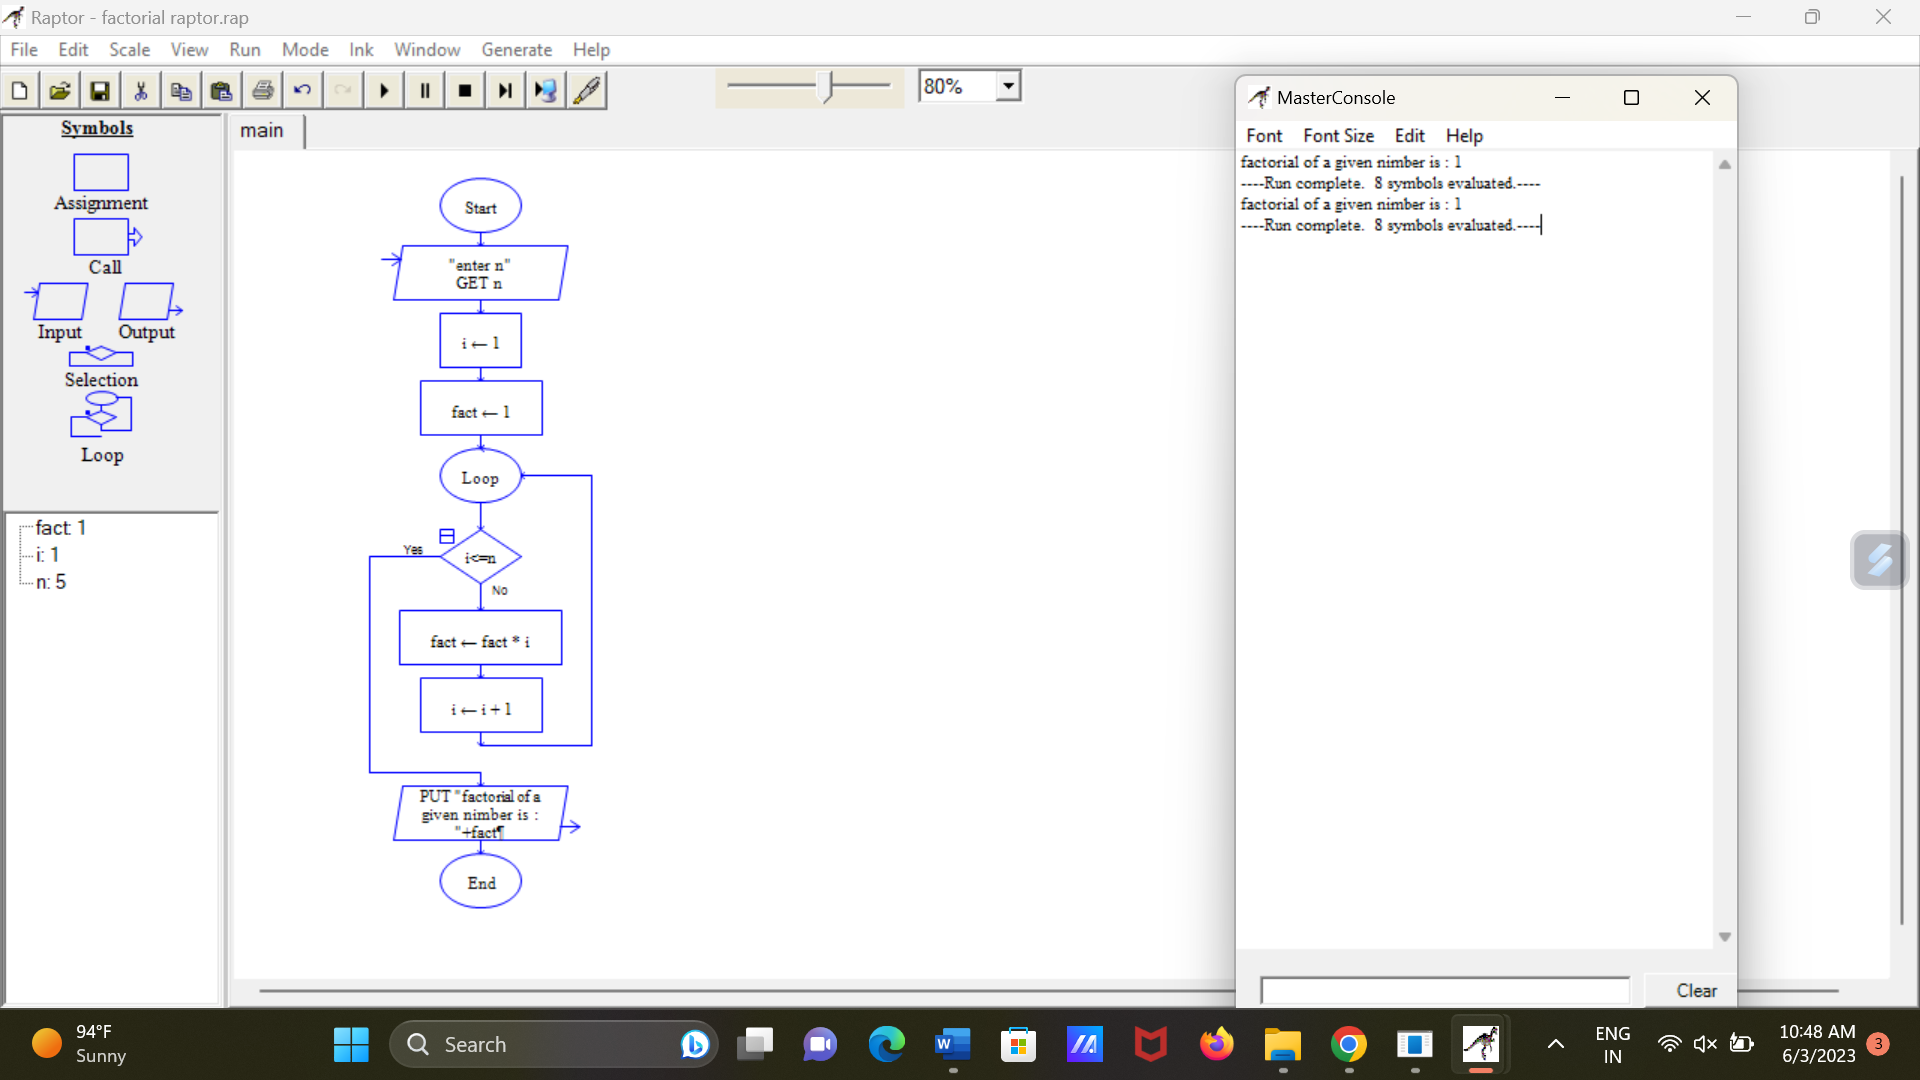 Raptor - factorial raptor.rap
File Edit Scale View Run Mode Ink Window Generate Help
80%
Symbols
Assignment
Call
Input Output
Selection
Loop
fact: 1
i: 1
n: 5
main
Start
"enter n"
GET n
i ← 1
fact ← 1
Loop
Yes
i<=n
No
fact ← fact * i
i ← i + 1
PUT "factorial of a
given nimber is :
"+fact¶
End
MasterConsole
Font Font Size Edit Help
factorial of a given nimber is : 1
----Run complete. 8 symbols evaluated.----
factorial of a given nimber is : 1
----Run complete. 8 symbols evaluated.----
Clear
94°F
Sunny
Search
ENG
IN
10:48 AM
6/3/2023
3